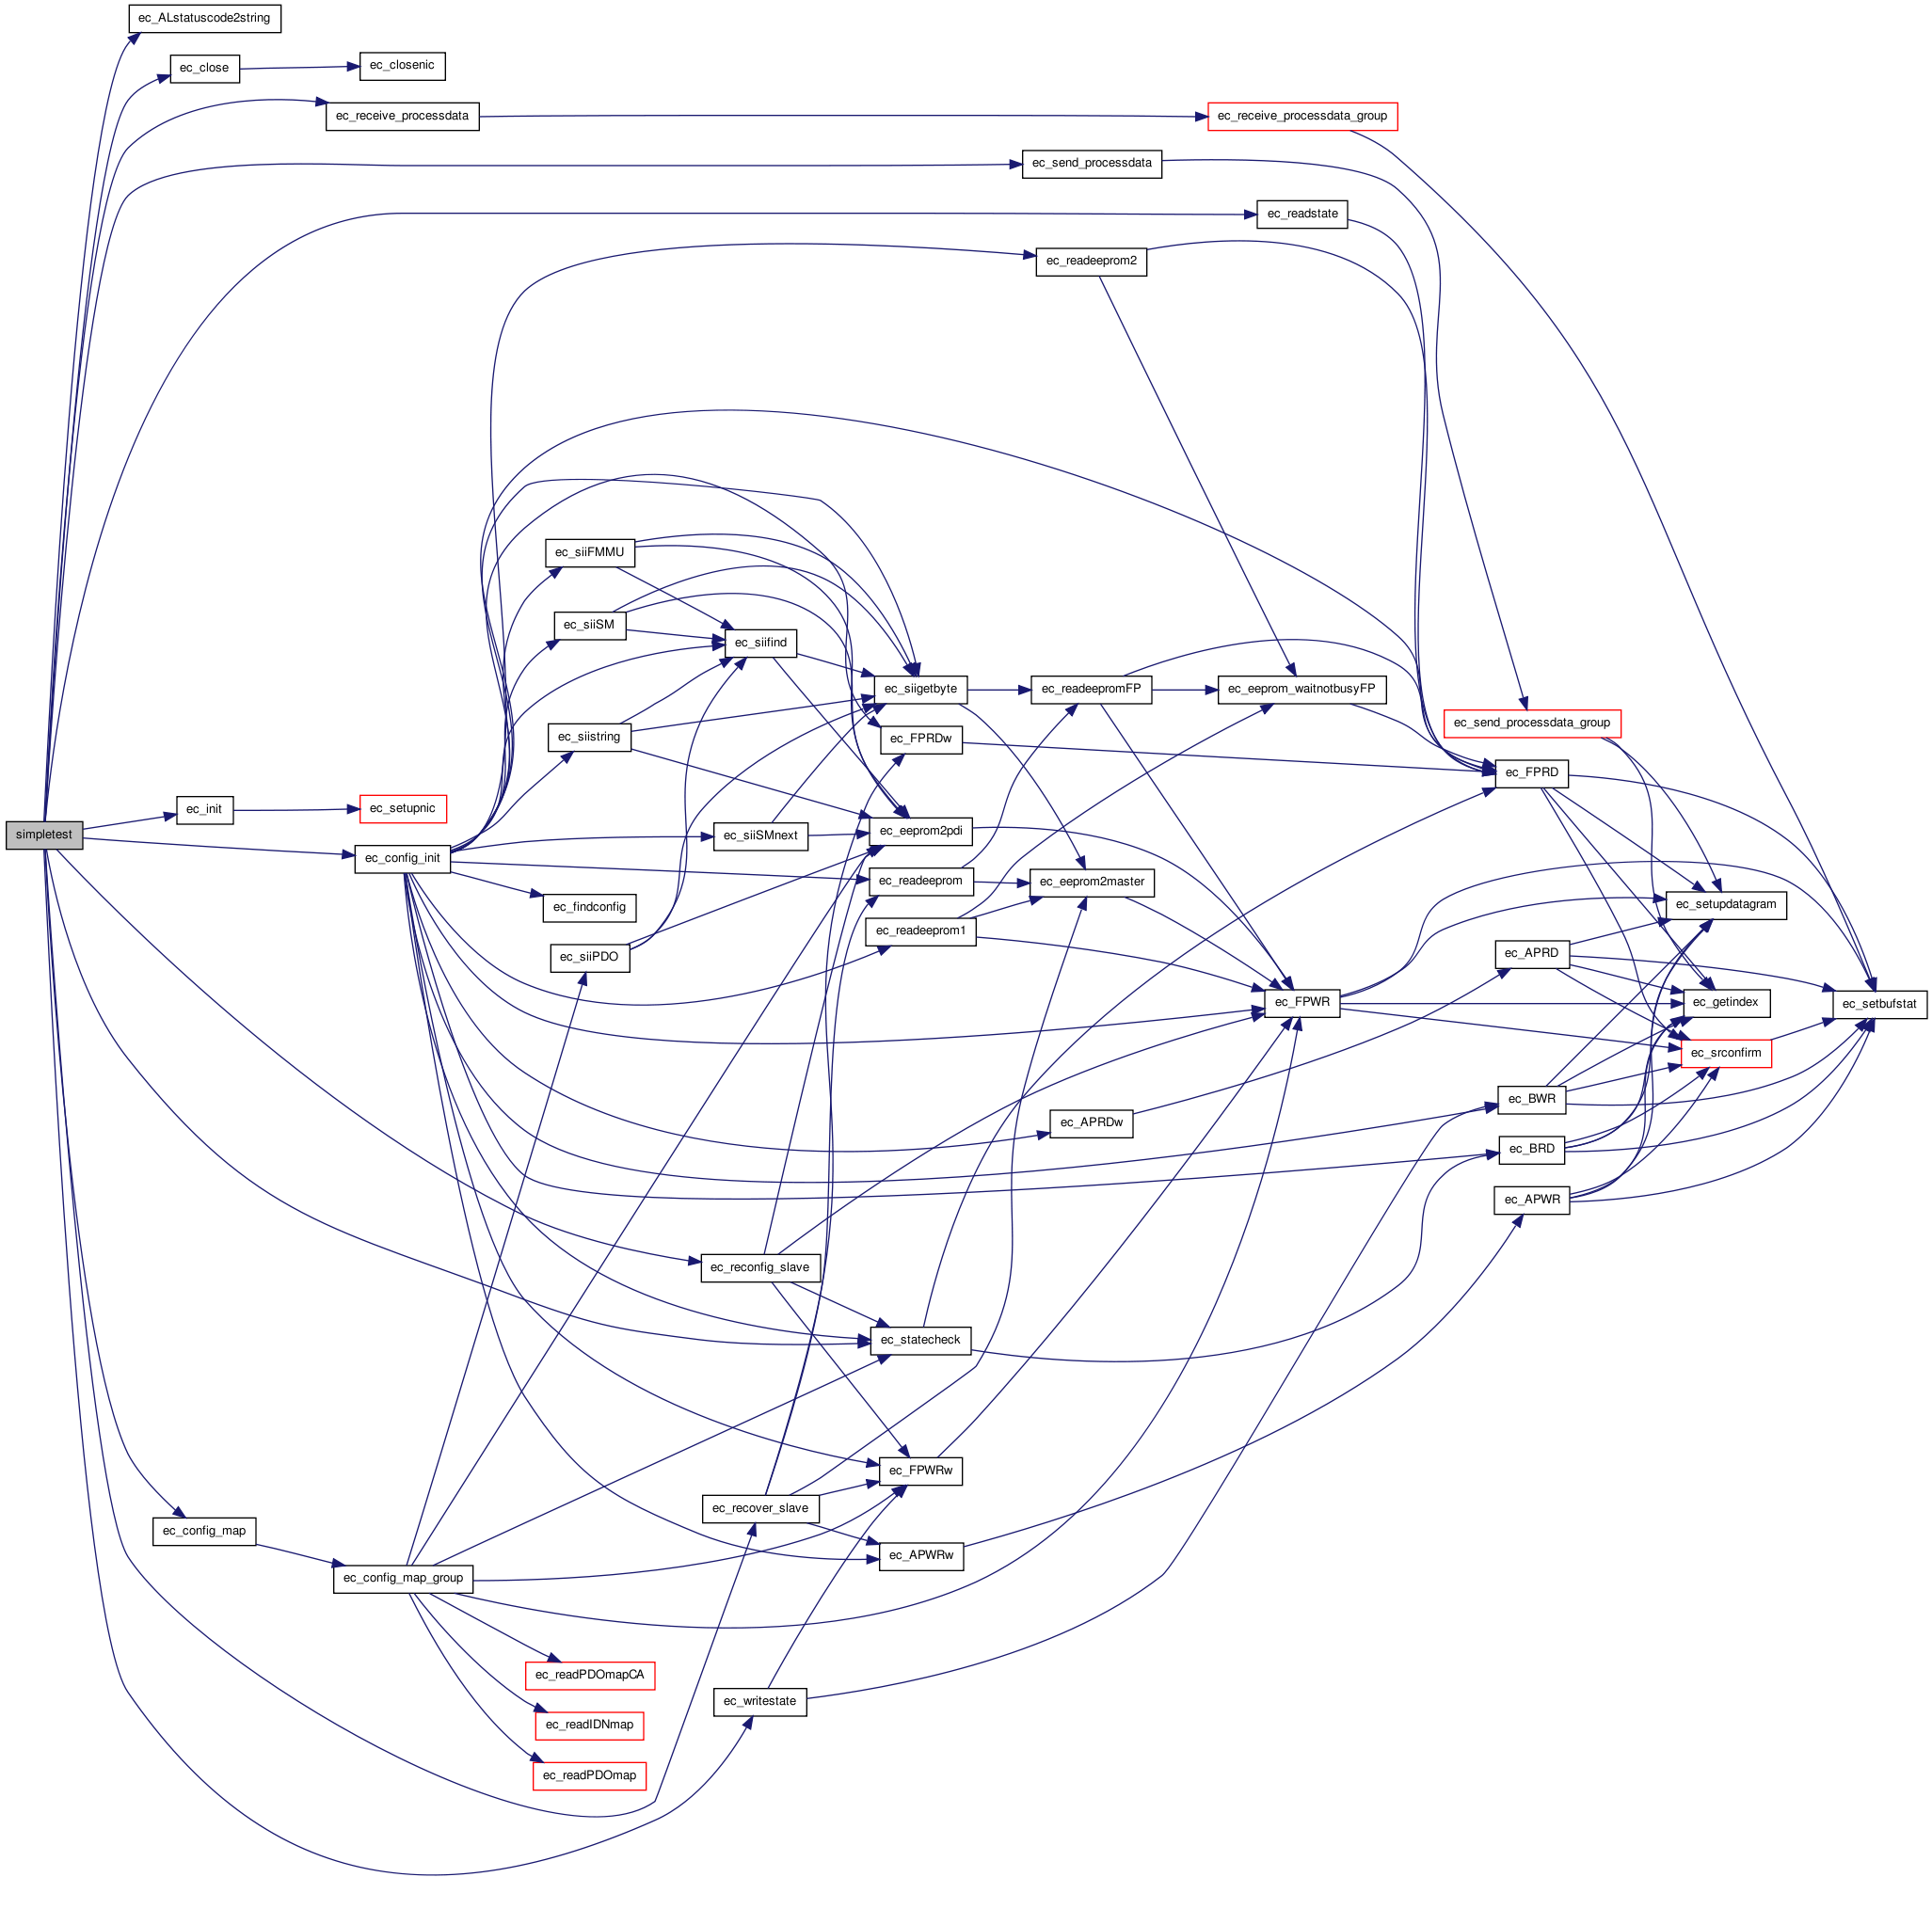 ec_ALstatuscode2string
ec_close
ec_closenic
ec_receive_processdata
ec_receive_processdata_group
ec_send_processdata
ec_readstate
ec_readeeprom2
ec_siiFMMU
ec_siiSM
ec_siifind
ec_siigetbyte
ec_readeepromFP
ec_eeprom_waitnotbusyFP
ec_send_processdata_group
ec_siistring
ec_FPRDw
ec_FPRD
ec_init
ec_setupnic
simpletest
ec_siiSMnext
ec_eeprom2pdi
ec_config_init
ec_readeeprom
ec_eeprom2master
ec_findconfig
ec_setupdatagram
ec_readeeprom1
ec_siiPDO
ec_APRD
ec_FPWR
ec_getindex
ec_setbufstat
ec_srconfirm
ec_BWR
ec_APRDw
ec_BRD
ec_APWR
ec_reconfig_slave
ec_statecheck
ec_FPWRw
ec_recover_slave
ec_config_map
ec_APWRw
ec_config_map_group
ec_readPDOmapCA
ec_writestate
ec_readIDNmap
ec_readPDOmap